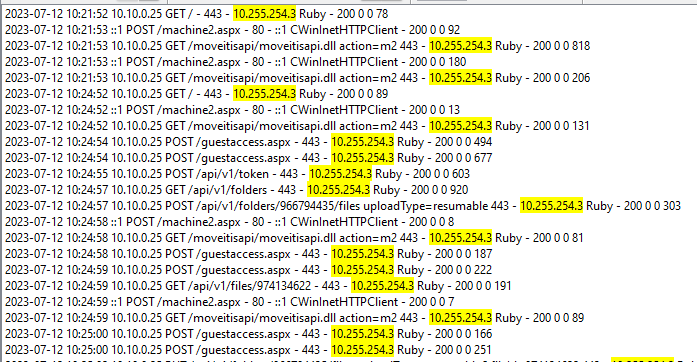 2023-07-12 10:21:52 10.10.0.25 GET / - 443 - 10.255.254.3 Ruby - 200 0 0 78
2023-07-12 10:21:53 ::1 POST /machine2.aspx - 80 - ::1 CWinInetHTTPClient - 200 0 0 92
2023-07-12 10:21:53 10.10.0.25 GET /moveitisapi/moveitisapi.dll action=m2 443 - 10.255.254.3 Ruby - 200 0 0 818
2023-07-12 10:21:53 ::1 POST /machine2.aspx - 80 - ::1 CWinInetHTTPClient - 200 0 0 180
2023-07-12 10:21:53 10.10.0.25 GET /moveitisapi/moveitisapi.dll action=m2 443 - 10.255.254.3 Ruby - 200 0 0 206
2023-07-12 10:24:52 10.10.0.25 GET / - 443 - 10.255.254.3 Ruby - 200 0 0 89
2023-07-12 10:24:52 ::1 POST /machine2.aspx - 80 - ::1 CWinInetHTTPClient - 200 0 0 13
2023-07-12 10:24:52 10.10.0.25 GET /moveitisapi/moveitisapi.dll action=m2 443 - 10.255.254.3 Ruby - 200 0 0 131
2023-07-12 10:24:54 10.10.0.25 POST /guestaccess.aspx - 443 - 10.255.254.3 Ruby - 200 0 0 494
2023-07-12 10:24:54 10.10.0.25 POST /guestaccess.aspx - 443 - 10.255.254.3 Ruby - 200 0 0 677
2023-07-12 10:24:55 10.10.0.25 POST /api/v1/token - 443 - 10.255.254.3 Ruby - 200 0 0 603
2023-07-12 10:24:57 10.10.0.25 GET /api/v1/folders - 443 - 10.255.254.3 Ruby - 200 0 0 920
2023-07-12 10:24:57 10.10.0.25 POST /api/v1/folders/966794435/files uploadType=resumable 443 - 10.255.254.3 Ruby - 200 0 0 303
2023-07-12 10:24:58 ::1 POST /machine2.aspx - 80 - ::1 CWinInetHTTPClient - 200 0 0 8
2023-07-12 10:24:58 10.10.0.25 GET /moveitisapi/moveitisapi.dll action=m2 443 - 10.255.254.3 Ruby - 200 0 0 81
2023-07-12 10:24:58 10.10.0.25 POST /guestaccess.aspx - 443 - 10.255.254.3 Ruby - 200 0 0 187
2023-07-12 10:24:59 10.10.0.25 POST /guestaccess.aspx - 443 - 10.255.254.3 Ruby - 200 0 0 222
2023-07-12 10:24:59 10.10.0.25 GET /api/v1/files/974134622 - 443 - 10.255.254.3 Ruby - 200 0 0 191
2023-07-12 10:24:59 ::1 POST /machine2.aspx - 80 - ::1 CWinInetHTTPClient - 200 0 0 7
2023-07-12 10:24:59 10.10.0.25 GET /moveitisapi/moveitisapi.dll action=m2 443 - 10.255.254.3 Ruby - 200 0 0 89
2023-07-12 10:25:00 10.10.0.25 POST /guestaccess.aspx - 443 - 10.255.254.3 Ruby - 200 0 0 166
2023-07-12 10:25:00 10.10.0.25 POST /guestaccess.aspx - 443 - 10.255.254.3 Ruby - 200 0 0 251